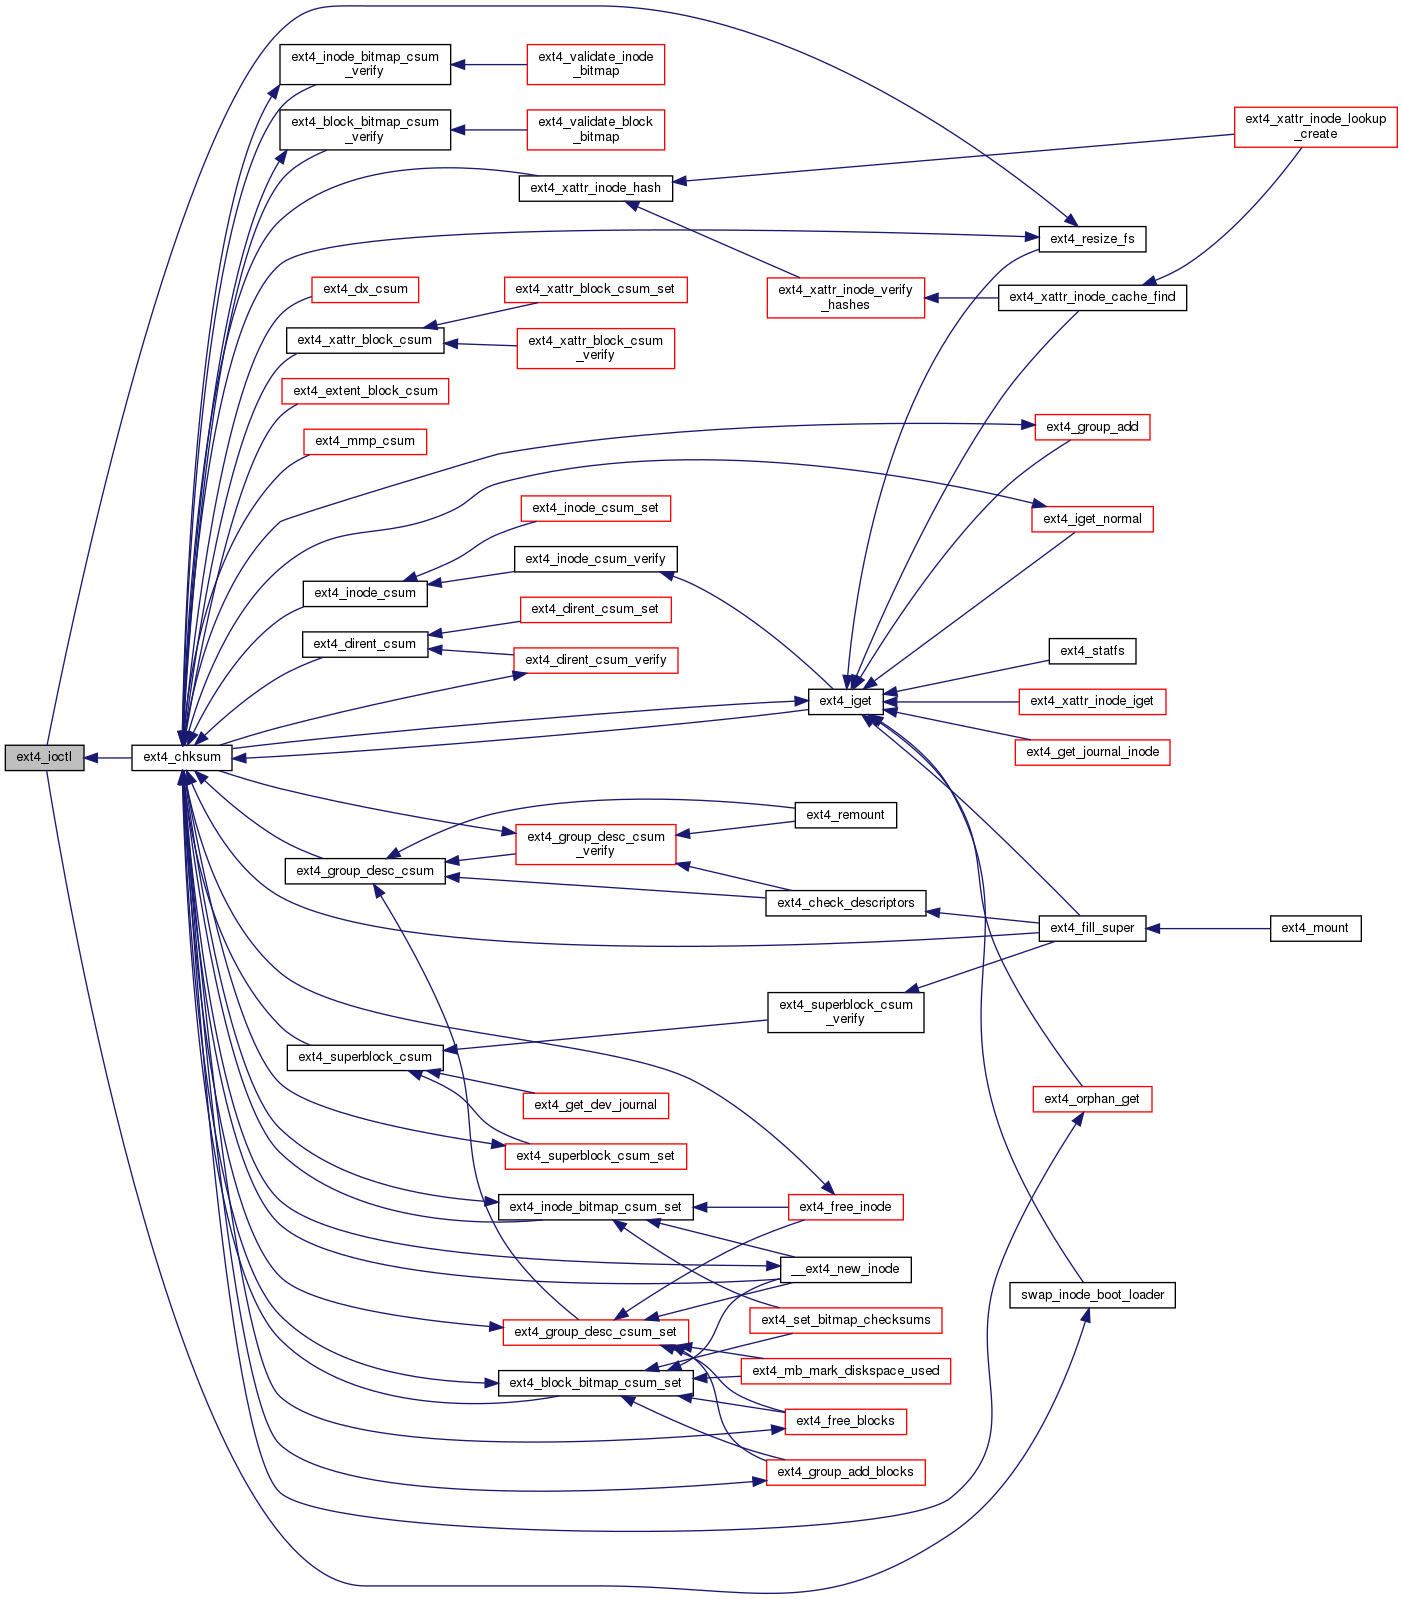 ext4_inode_bitmap_csum
_verify
ext4_validate_inode
_bitmap
ext4_block_bitmap_csum
_verify
ext4_validate_block
_bitmap
ext4_xattr_inode_lookup
_create
ext4_xattr_inode_hash
ext4_resize_fs
ext4_dx_csum
ext4_xattr_block_csum_set
ext4_xattr_inode_verify
_hashes
ext4_xattr_inode_cache_find
ext4_xattr_block_csum
ext4_xattr_block_csum
_verify
ext4_extent_block_csum
ext4_mmp_csum
ext4_group_add
ext4_inode_csum_set
ext4_iget_normal
ext4_inode_csum_verify
ext4_inode_csum
ext4_dirent_csum_set
ext4_dirent_csum
ext4_dirent_csum_verify
ext4_statfs
ext4_iget
ext4_xattr_inode_iget
ext4_get_journal_inode
ext4_ioctl
ext4_chksum
ext4_remount
ext4_group_desc_csum
_verify
ext4_group_desc_csum
ext4_check_descriptors
ext4_fill_super
ext4_mount
ext4_superblock_csum
_verify
ext4_superblock_csum
ext4_get_dev_journal
ext4_orphan_get
ext4_superblock_csum_set
ext4_inode_bitmap_csum_set
ext4_free_inode
__ext4_new_inode
swap_inode_boot_loader
ext4_set_bitmap_checksums
ext4_group_desc_csum_set
ext4_mb_mark_diskspace_used
ext4_block_bitmap_csum_set
ext4_free_blocks
ext4_group_add_blocks